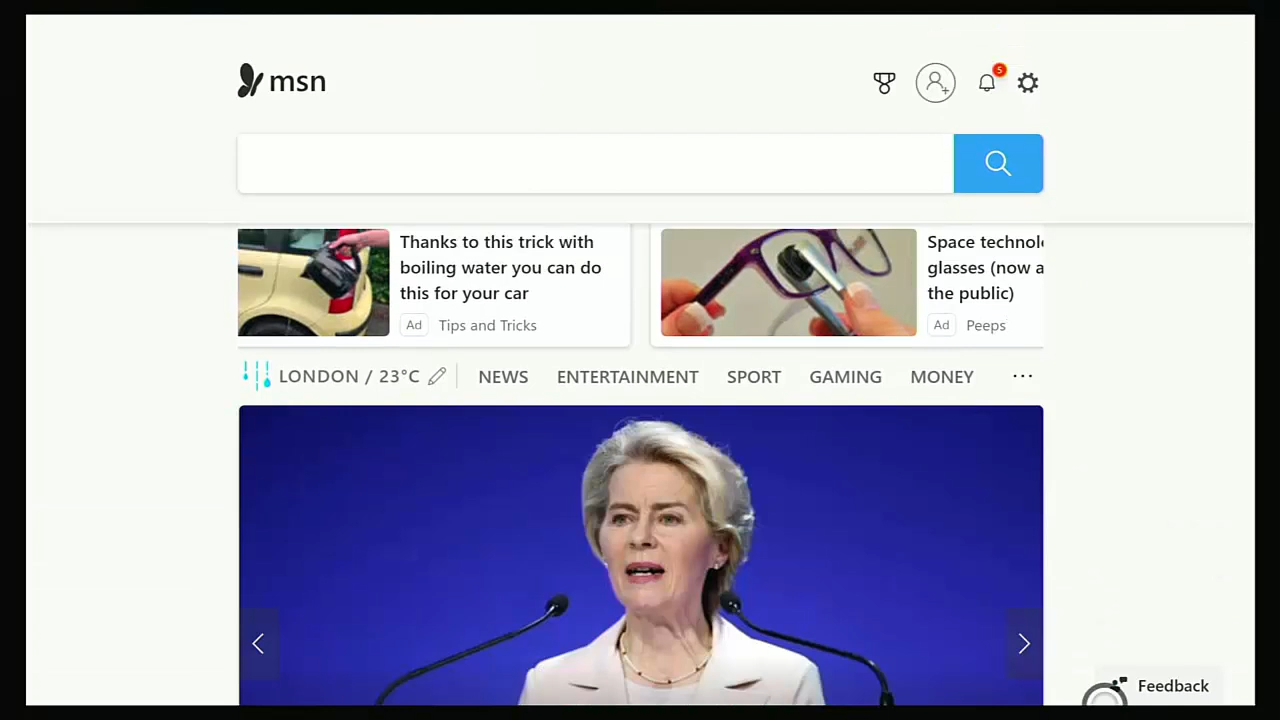 msn
5
Thanks to this trick with
boiling water you can do
this for your car
Ad Tips and Tricks
Space technol
glasses (now a
the public)
Ad Peeps
LONDON / 23°C
NEWS ENTERTAINMENT SPORT GAMING MONEY ...
Feedback